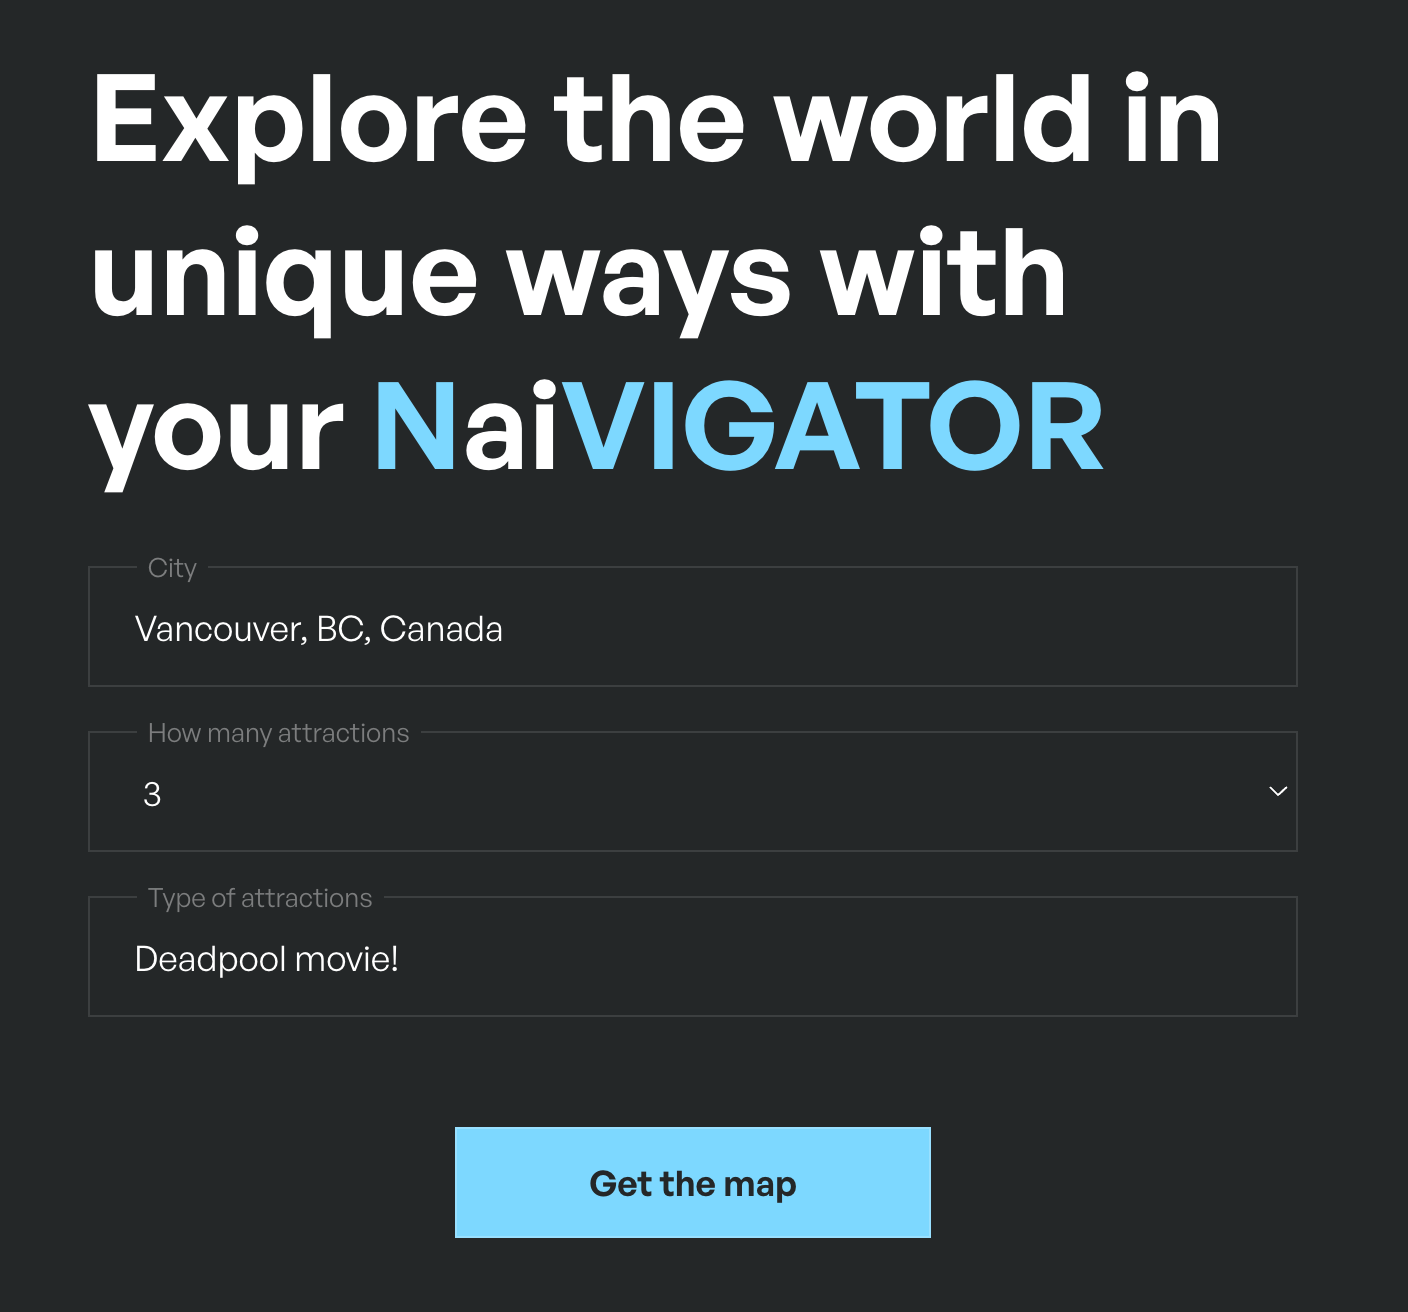 Explore the world in
unique ways with
your NaiVIGATOR
City
Vancouver, BC, Canada
How many attractions
3
Type of attractions
Deadpool movie!
Get the map